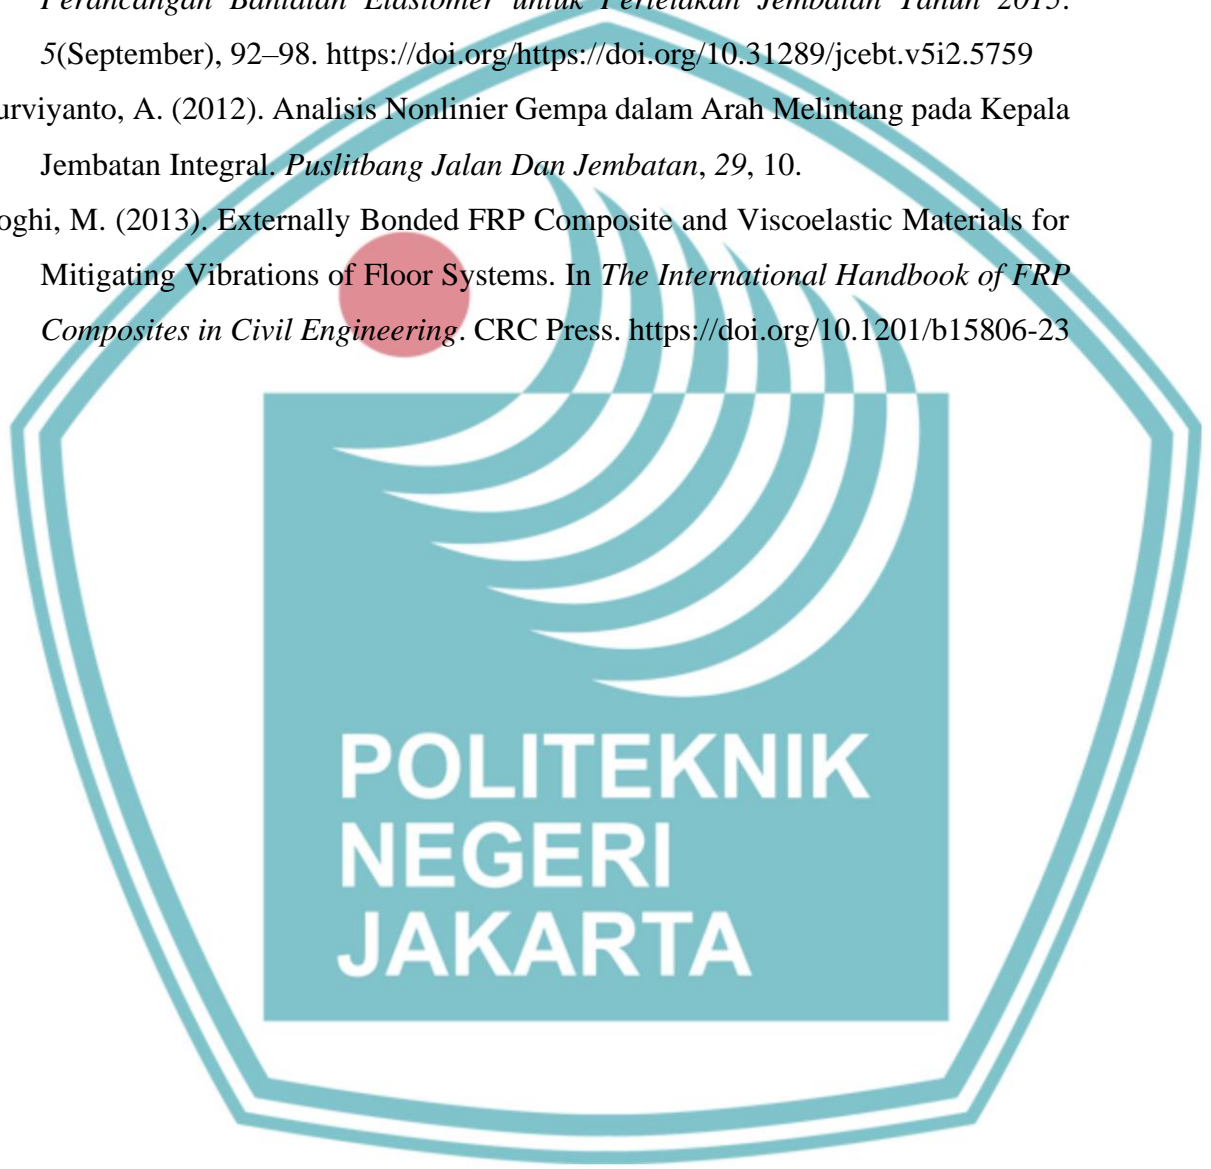 Perancangan Bantalan Elastomer untuk Perletakan Jembatan Tahun 2015.
5(September), 92–98. https://doi.org/https://doi.org/10.31289/jcebt.v5i2.5759
urviyanto, A. (2012). Analisis Nonlinier Gempa dalam Arah Melintang pada Kepala
Jembatan Integral. Puslitbang Jalan Dan Jembatan, 29, 10.
oghi, M. (2013). Externally Bonded FRP Composite and Viscoelastic Materials for
Mitigating Vibrations of Floor Systems. In The International Handbook of FRP
Composites in Civil Engineering. CRC Press. https://doi.org/10.1201/b15806-23
POLITEKNIK
NEGERI
JAKARTA